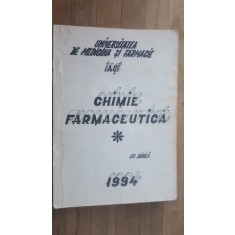 UNIVERSITATEA
DE MEDICINA ȘI FARMACIE
IAȘI
CHIMIE
FARMACEUTICA
1994